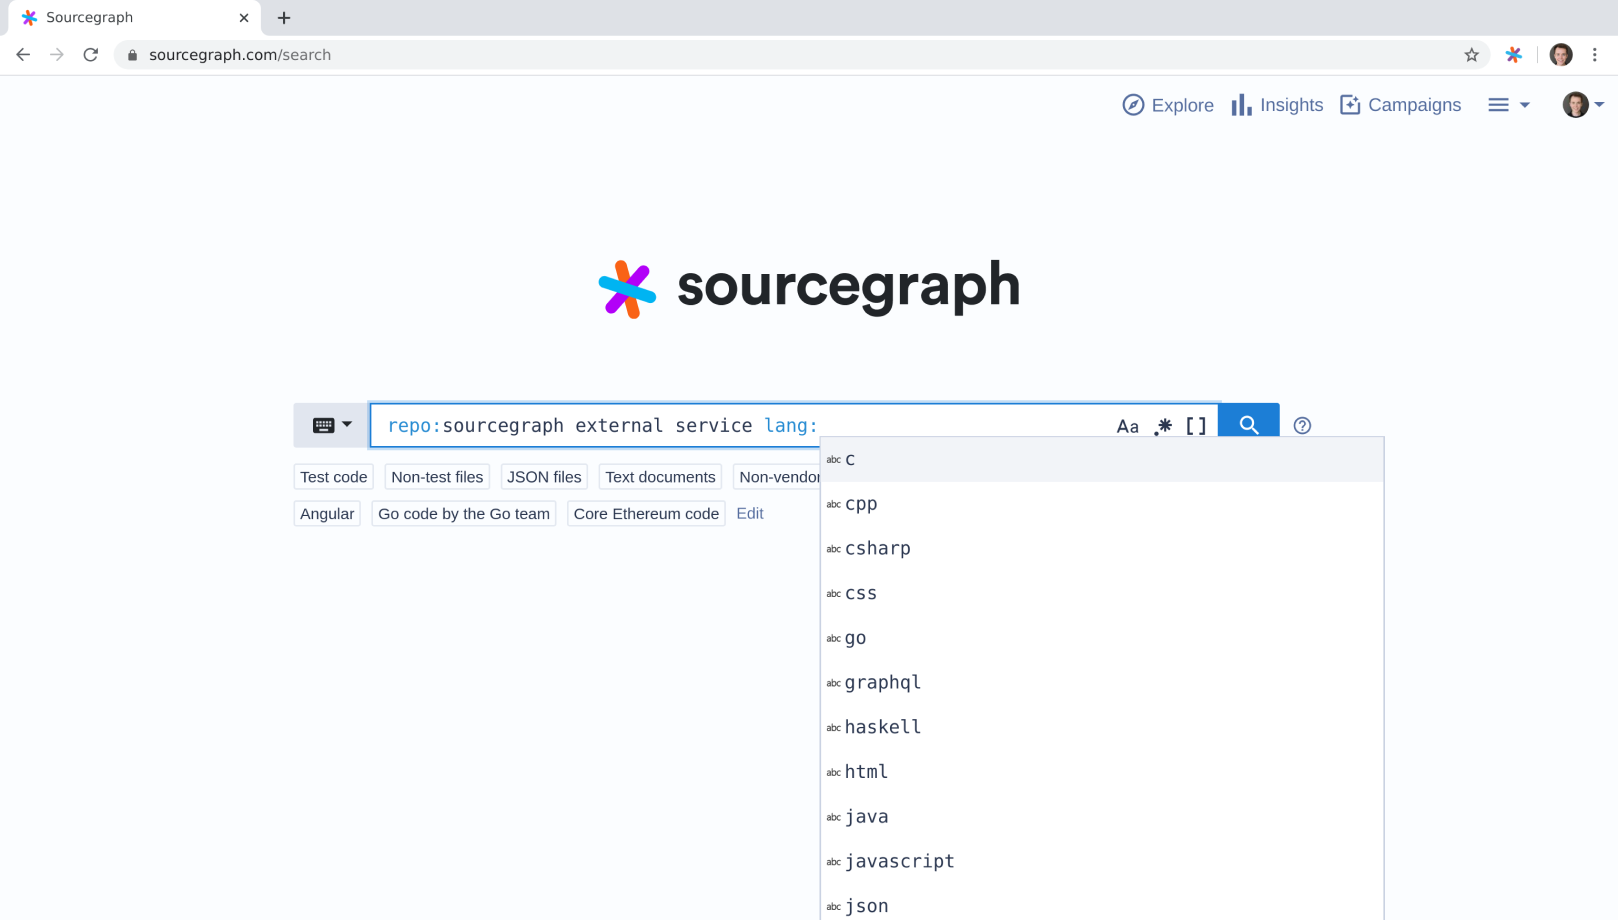 Sourcegraph
sourcegraph.com/search
Explore Insights Campaigns
sourcegraph
repo:sourcegraph external service lang: Aa .* []
Test code Non-test files JSON files Text documents
Angular Go code by the Go team Core Ethereum code Edit
abc c
abc cpp
abc csharp
abc css
abc go
abc graphql
abc haskell
abc html
abc java
abc javascript
abc json